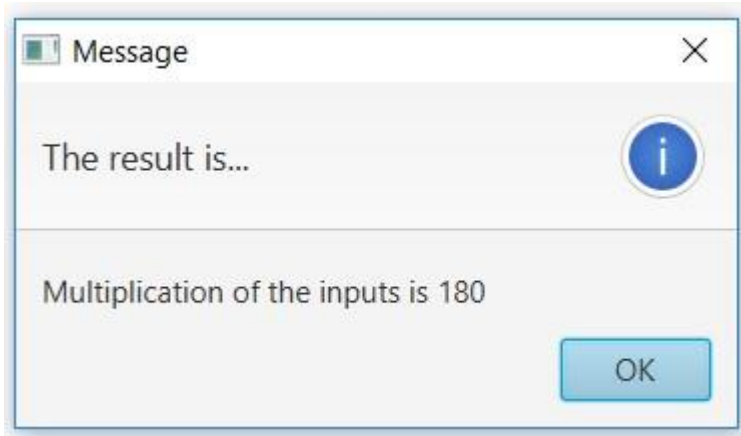 Message
The result is...
i
Multiplication of the inputs is 180
OK